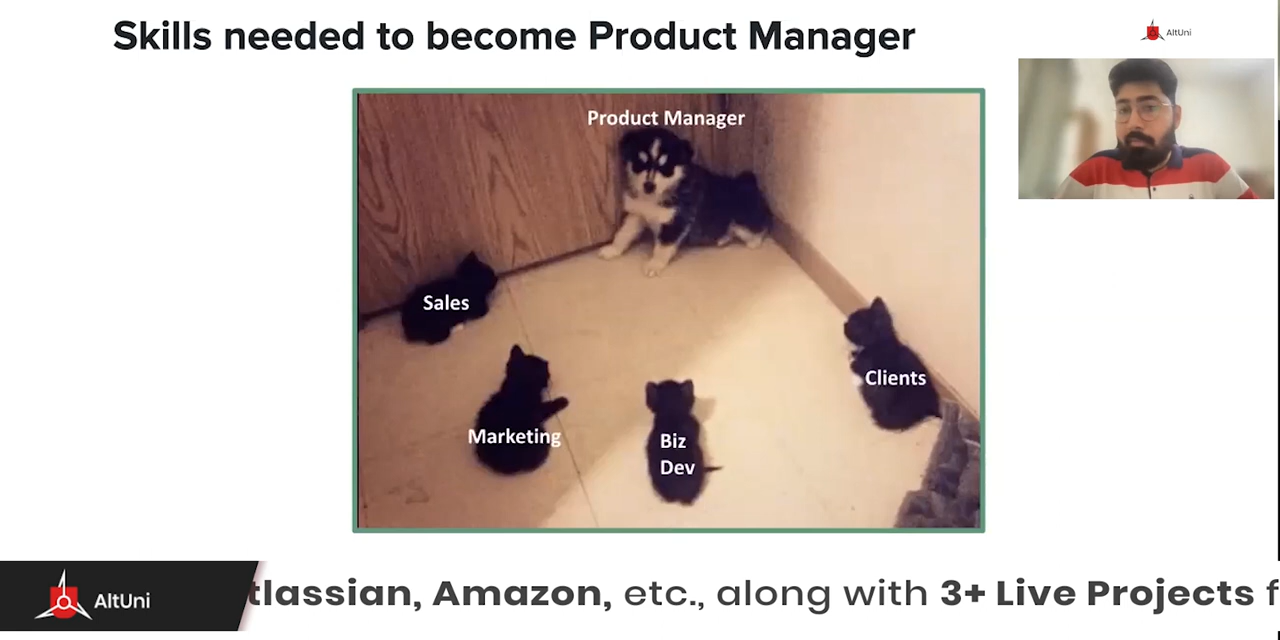 Skills needed to become Product Manager
AltUni
Product Manager
Sales
Clients
Marketing
Biz
Dev
AltUni
tlassian, Amazon, etc., along with 3+ Live Projects f